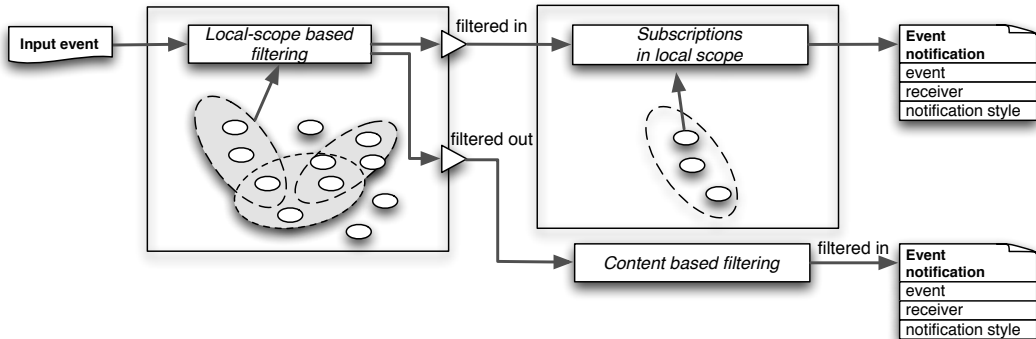 Input event
Local-scope based
filtering
filtered in
Subscriptions
in local scope
Event
notification
event
receiver
notification style
filtered out
Content based filtering
filtered in
Event
notification
event
receiver
notification style